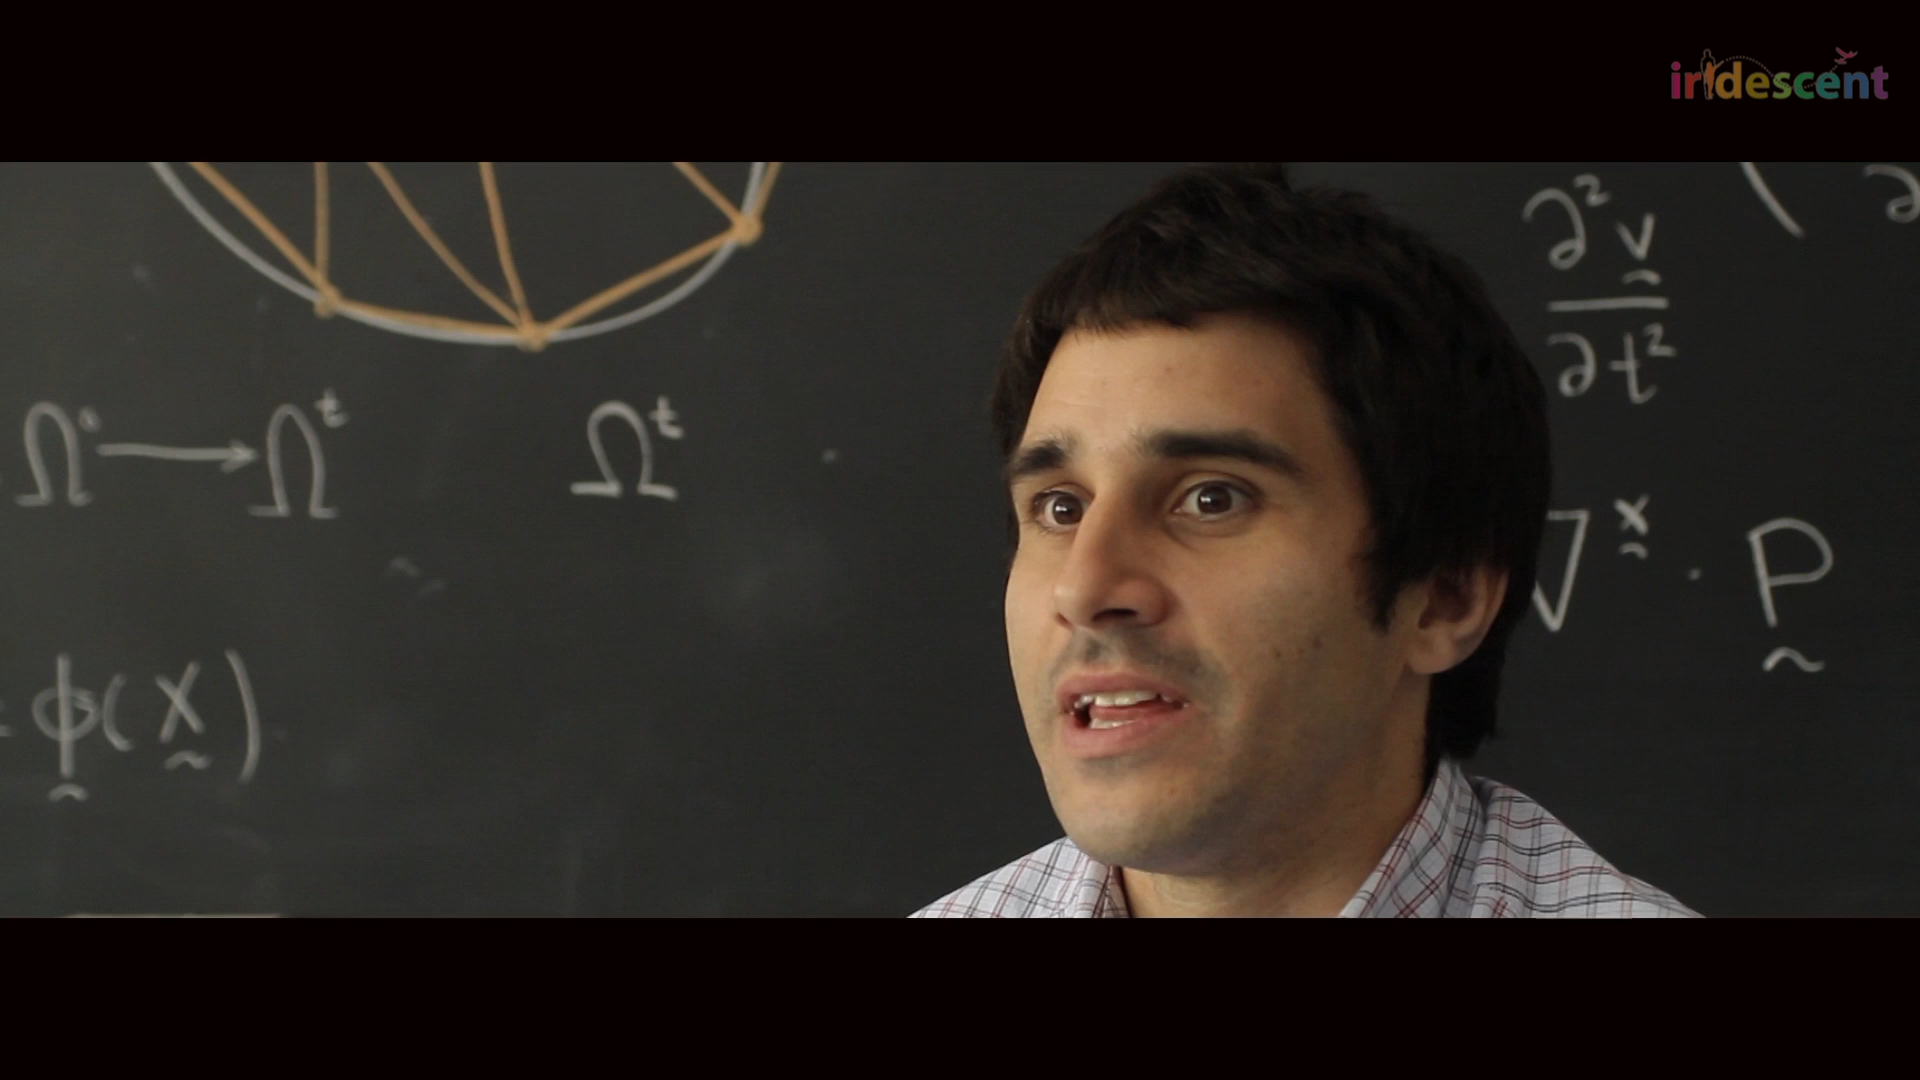 iridescent
Ω° → Ω^t
Ω^t
ϕ(x)
∂²v
∂t²
∂
∇^x · P